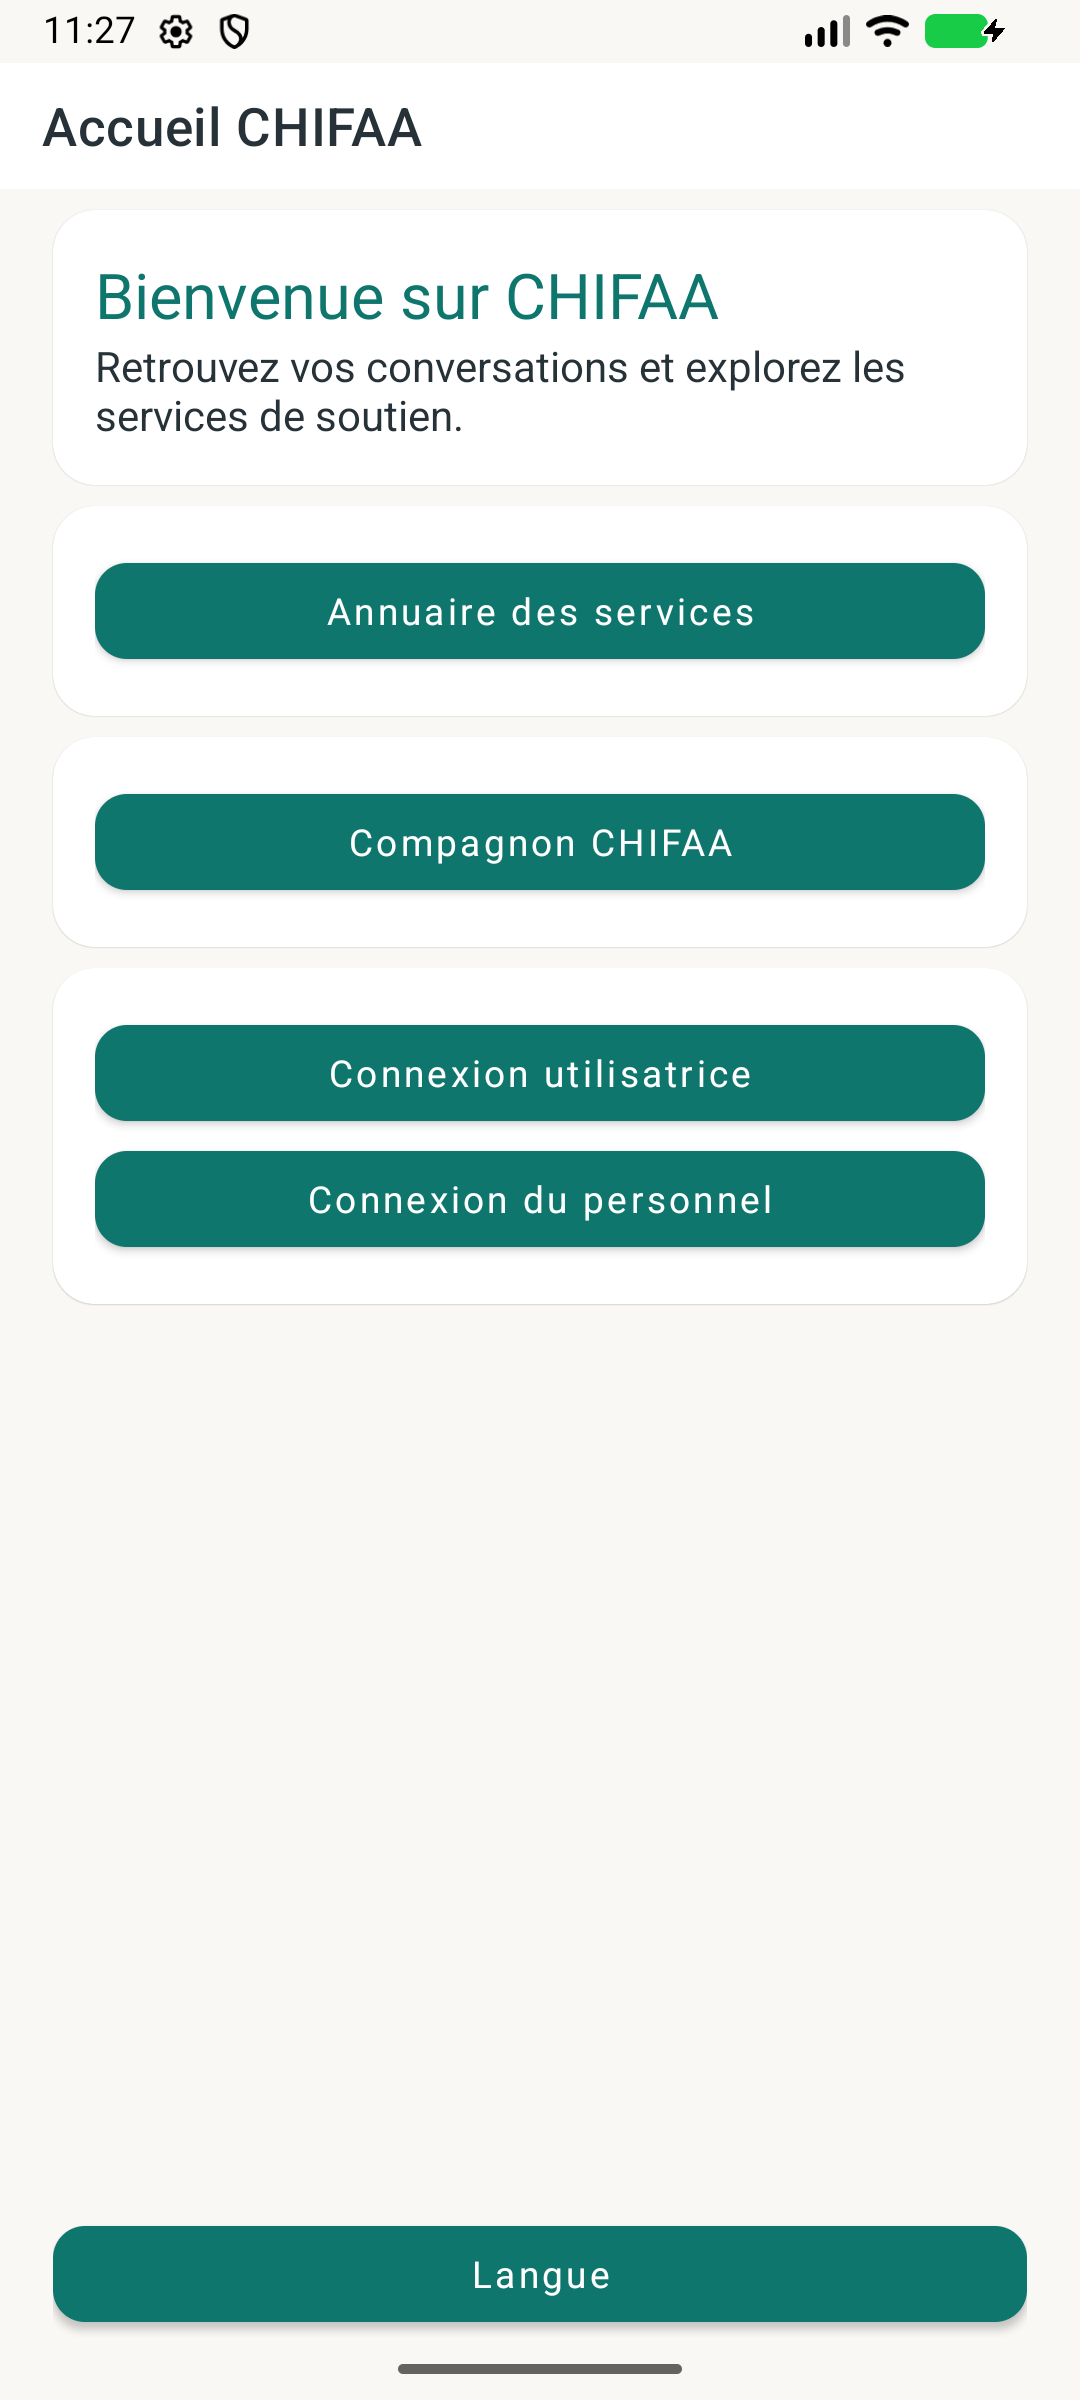 11:27
Accueil CHIFAA
Bienvenue sur CHIFAA
Retrouvez vos conversations et explorez les
services de soutien.
Annuaire des services
Compagnon CHIFAA
Connexion utilisatrice
Connexion du personnel
Langue